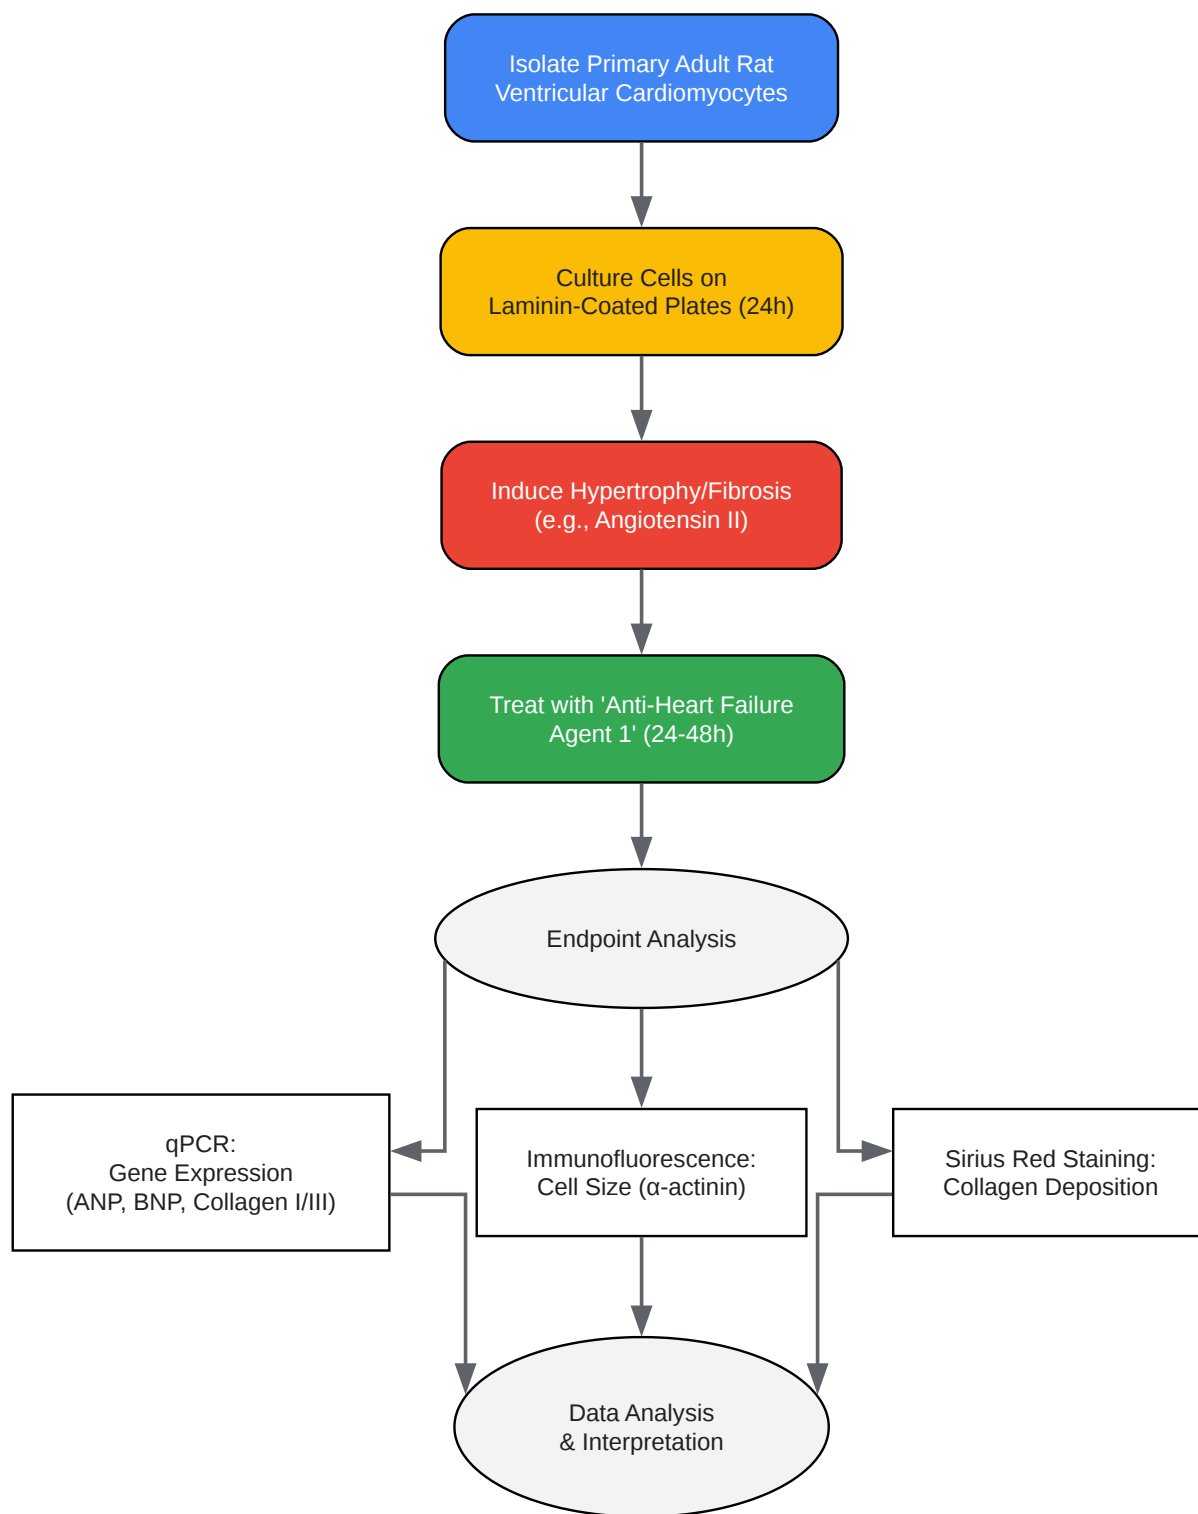 Isolate Primary Adult Rat
Ventricular Cardiomyocytes
Culture Cells on
Laminin-Coated Plates (24h)
Induce Hypertrophy/Fibrosis
(e.g., Angiotensin II)
Treat with 'Anti-Heart Failure
Agent 1' (24-48h)
Endpoint Analysis
qPCR:
Gene Expression
(ANP, BNP, Collagen I/III)
Immunofluorescence:
Cell Size (α-actinin)
Sirius Red Staining:
Collagen Deposition
Data Analysis
& Interpretation